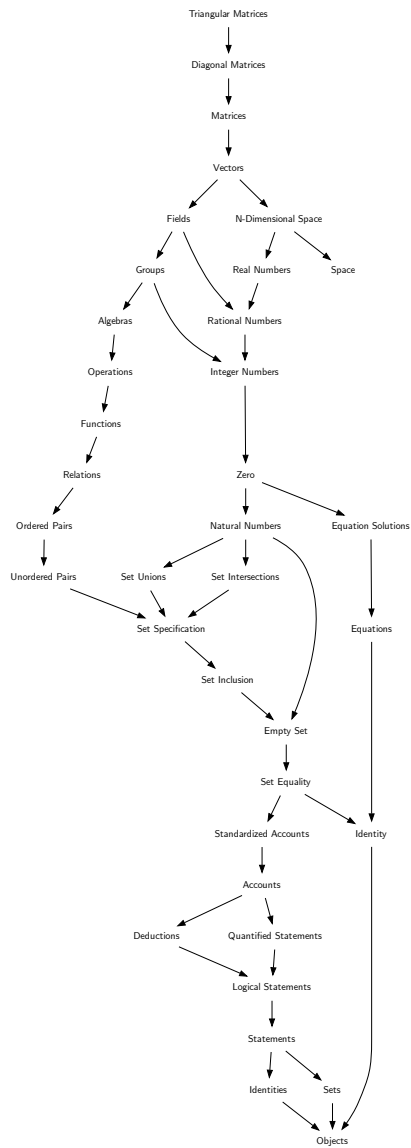 Triangular Matrices
Diagonal Matrices
Matrices
Vectors
Fields N-Dimensional Space
Groups Real Numbers Space
Algebras Rational Numbers
Operations Integer Numbers
Functions
Relations Zero
Ordered Pairs Natural Numbers Equation Solutions
Unordered Pairs Set Unions Set Intersections
Set Specification Equations
Set Inclusion
Empty Set
Set Equality
Standardized Accounts Identity
Accounts
Deductions Quantified Statements
Logical Statements
Statements
Identities Sets
Objects